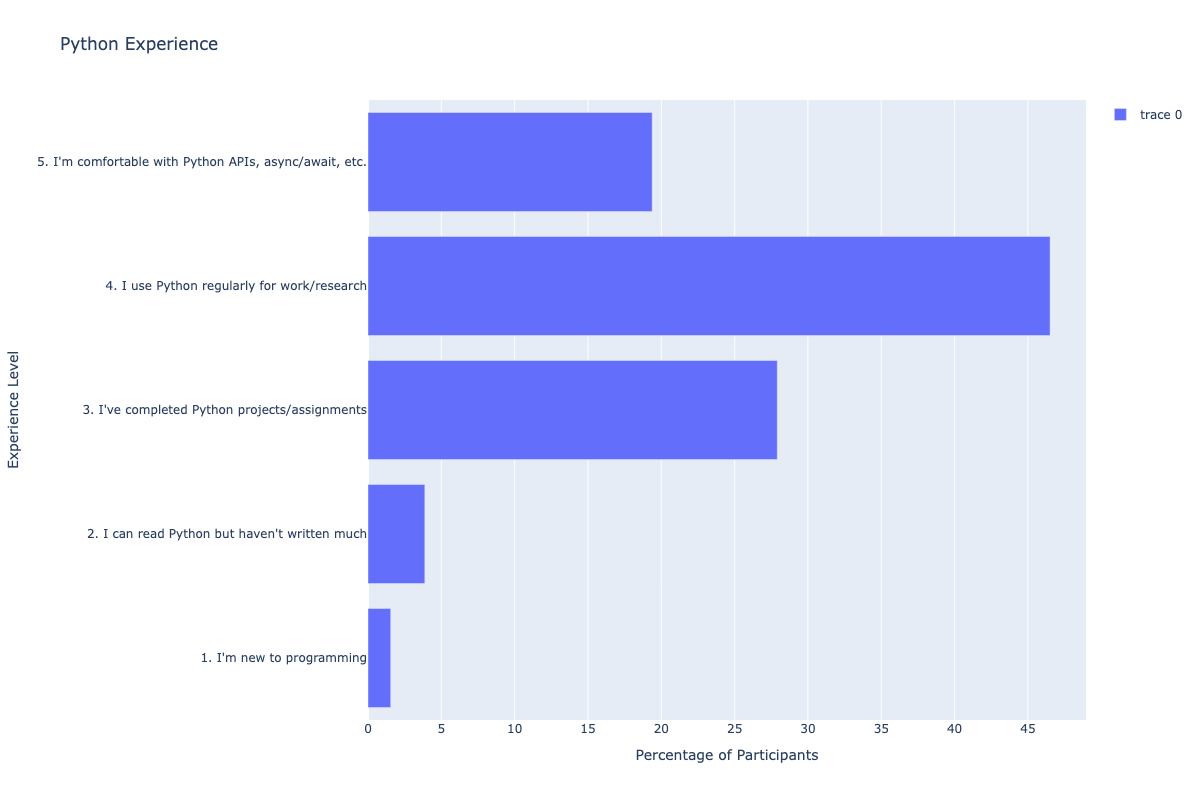 Python Experience
trace 0
5. I'm comfortable with Python APIs, async/await, etc.
4. I use Python regularly for work/research
3. I've completed Python projects/assignments
2. I can read Python but haven't written much
1. I'm new to programming
Experience Level
0 5 10 15 20 25 30 35 40 45
Percentage of Participants